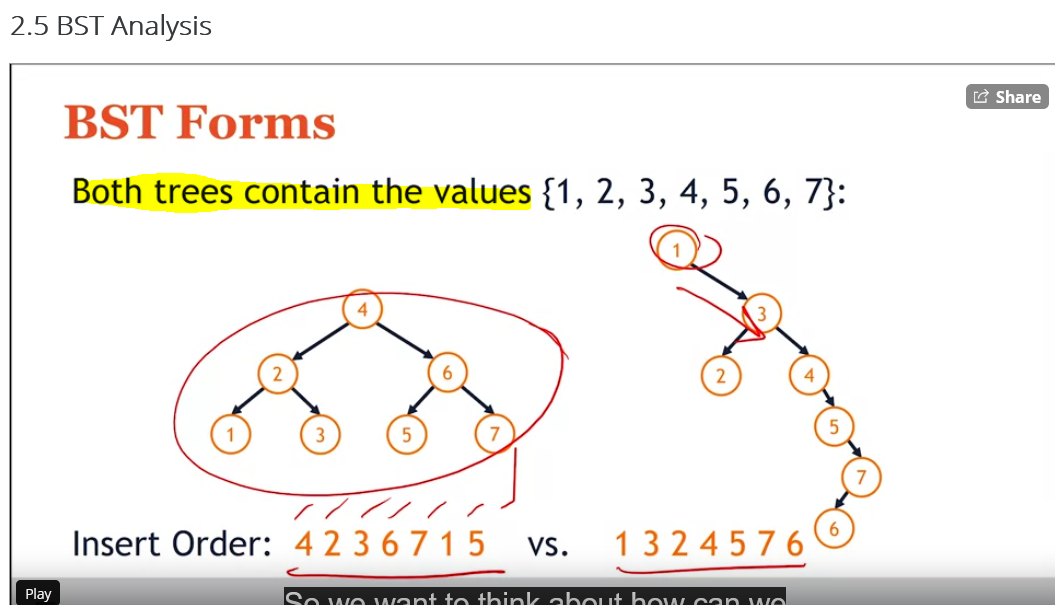 2.5 BST Analysis
Share
BST Forms
Both trees contain the values {1, 2, 3, 4, 5, 6, 7}:
1
4
3
2
6
2
4
1
3
5
7
5
7
6
Insert Order: 4 2 3 6 7 1 5 vs. 1 3 2 4 5 7 6
Play
So we want to think about how can we